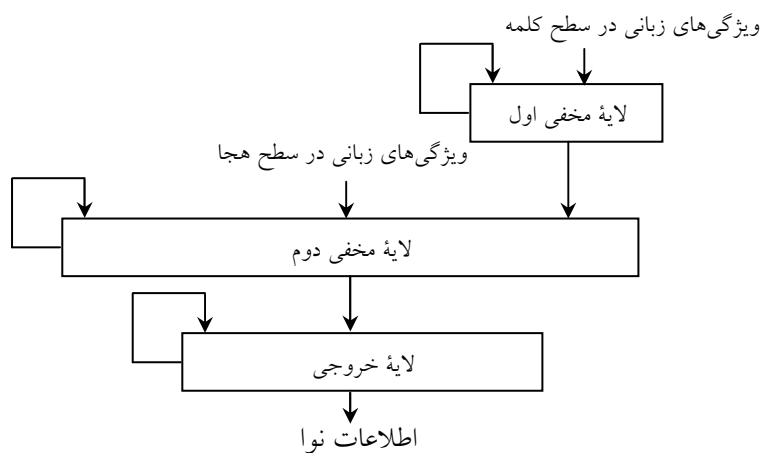 ویژگی‌های زبانی در سطح کلمه
لایهٔ مخفی اول
ویژگی‌های زبانی در سطح هجا
لایهٔ مخفی دوم
لایهٔ خروجی
اطلاعات نوا